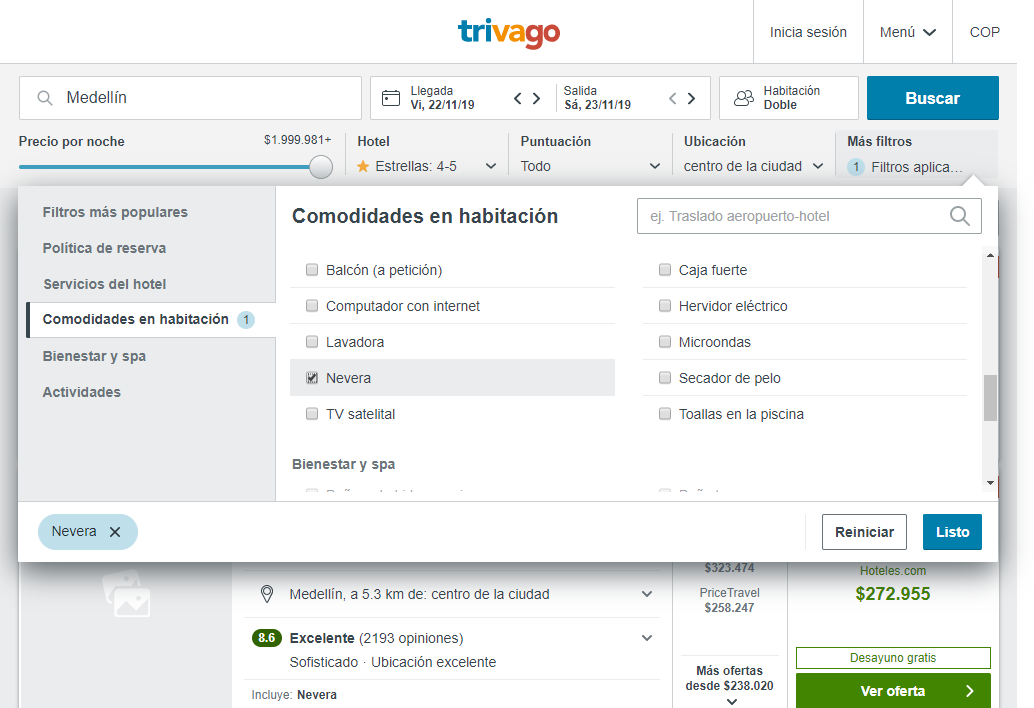 trivago
Inicia sesión
Menú
COP
Medellín
Llegada
Vi, 22/11/19
Salida
Sá, 23/11/19
Habitación
Doble
Buscar
Precio por noche
$1.999.981+
Hotel
Estrellas: 4-5
Puntuación
Todo
Ubicación
centro de la ciudad
Más filtros
1 Filtros aplica...
Filtros más populares
Política de reserva
Servicios del hotel
Comodidades en habitación 1
Bienestar y spa
Actividades
Comodidades en habitación
ej. Traslado aeropuerto-hotel
Balcón (a petición)
Caja fuerte
Computador con internet
Hervidor eléctrico
Lavadora
Microondas
Nevera
Secador de pelo
TV satelital
Toallas en la piscina
Bienestar y spa
Nevera
Reiniciar
Listo
Medellín, a 5.3 km de: centro de la ciudad
8.6 Excelente (2193 opiniones)
Sofisticado · Ubicación excelente
Incluye: Nevera
$323.474
PriceTravel
$258.247
Más ofertas
desde $238.020
Hoteles.com
$272.955
Desayuno gratis
Ver oferta